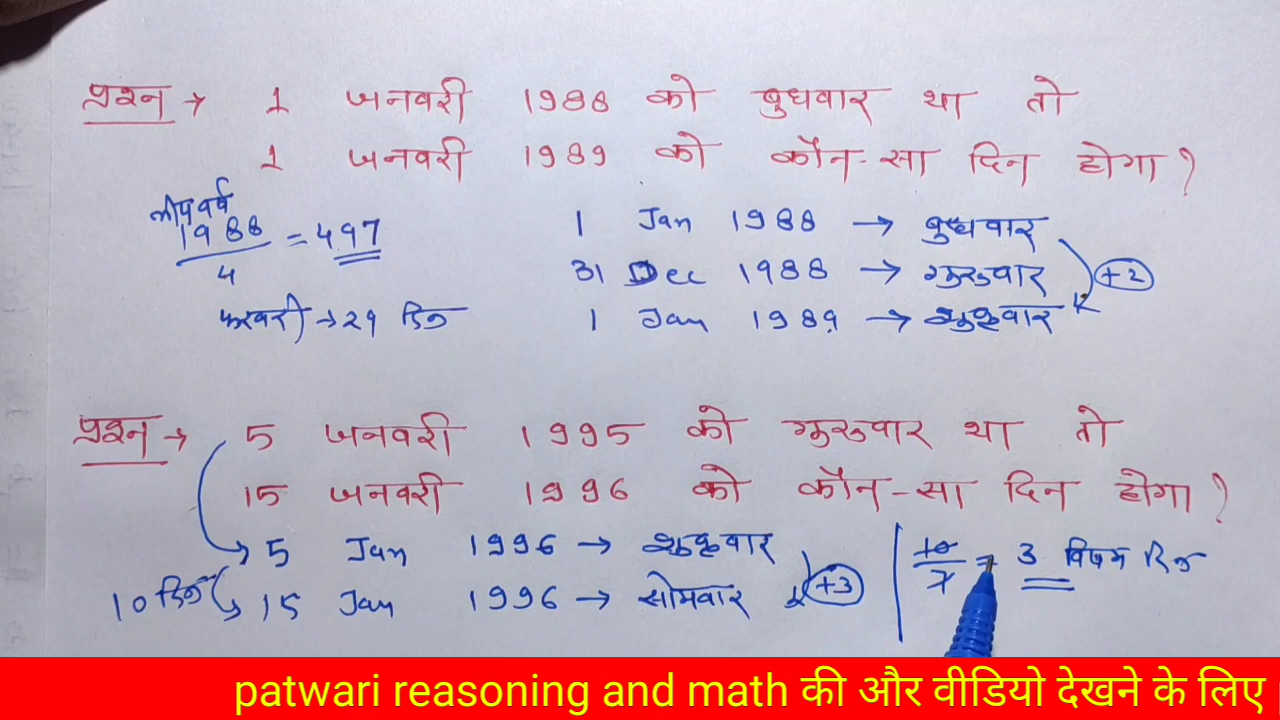 प्रश्न → 1 जनवरी 1988 को बुधवार था तो
1 जनवरी 1989 को कौन-सा दिन होगा?
लीप वर्ष
1988/4 = 497
फरवरी → 29 दिन
1 Jan 1988 → बुधवार
31 Dec 1988 → गुरुवार
1 Jan 1989 → शुक्रवार
+2
प्रश्न → 5 जनवरी 1995 को गुरुवार था तो
15 जनवरी 1996 को कौन-सा दिन होगा?
5 Jan 1996 → शुक्रवार
10 दिन
15 Jan 1996 → सोमवार
+3
10/7 = 3 विषम दिन
patwari reasoning and math की और वीडियो देखने के लिए